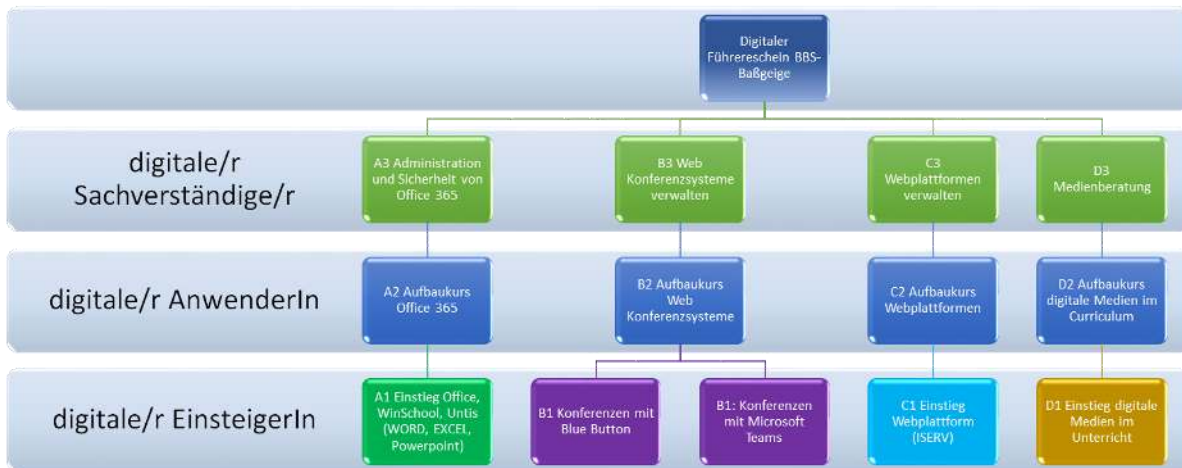 Digitaler
Führereschein BBS-
Baßgeige
digitale/r
Sachverständige/r
A3 Administration
und Sicherheit von
Office 365
B3 Web
Konferenzsysteme
verwalten
C3
Webplattformen
verwalten
D3
Medienberatung
digitale/r AnwenderIn
A2 Aufbaukurs
Office 365
B2 Aufbaukurs
Web
Konferenzsysteme
C2 Aufbaukurs
Webplattformen
D2 Aufbaukurs
digitale Medien im
Curriculum
digitale/r EinsteigerIn
A1 Einstieg Office,
WinSchool, Untis
(WORD, EXCEL,
Powerpoint)
B1 Konferenzen mit
Blue Button
B1: Konferenzen
mit Microsoft
Teams
C1 Einstieg
Webplattform
(ISERV)
D1 Einstieg digitale
Medien im
Unterricht